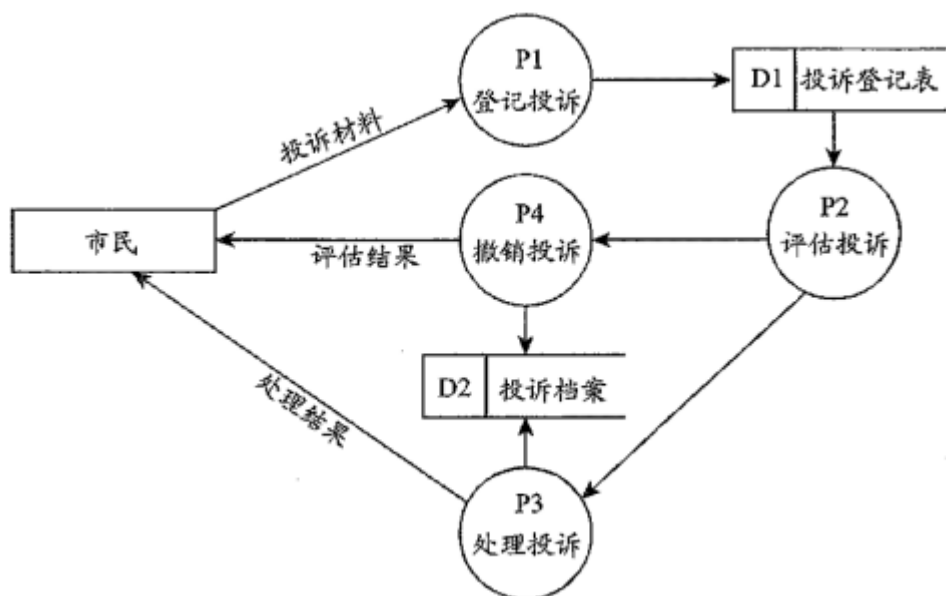 P1
登记投诉
D1 投诉登记表
投诉材料
P4
撤销投诉
P2
评估投诉
市民
评估结果
D2 投诉档案
处理结果
P3
处理投诉